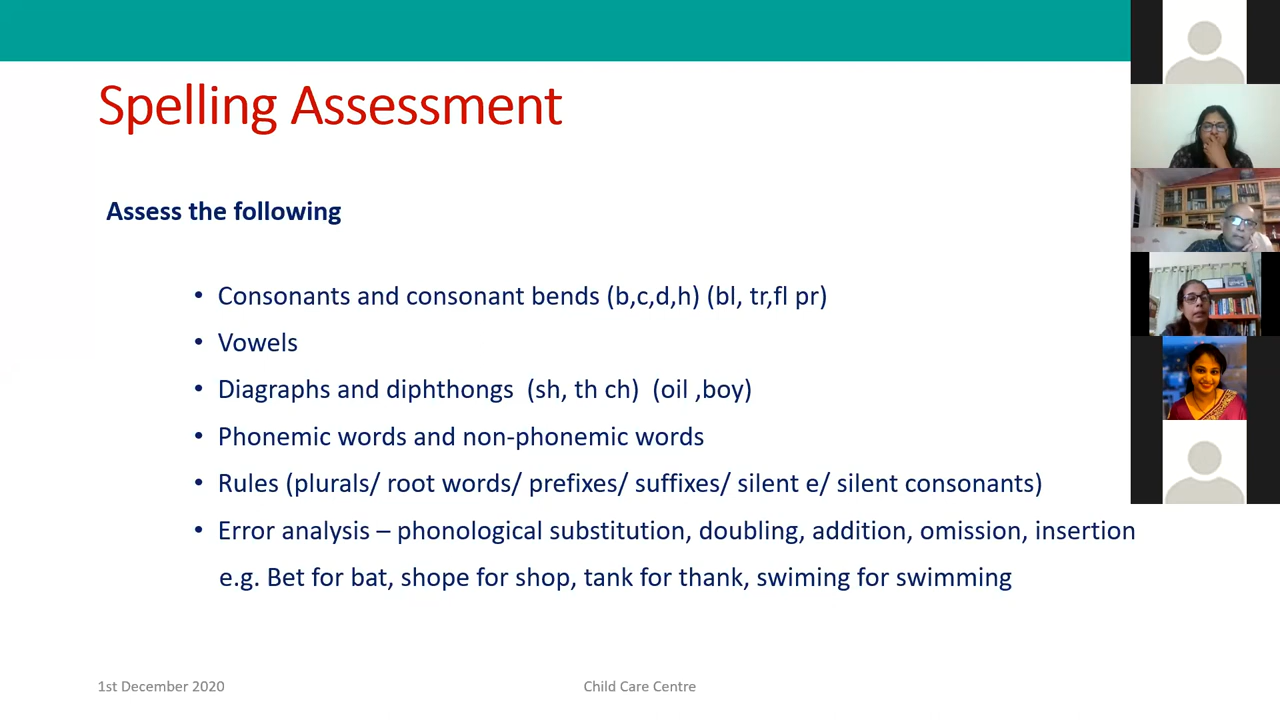 Spelling Assessment
Assess the following
• Consonants and consonant bends (b,c,d,h) (bl, tr,fl pr)
• Vowels
• Diagraphs and diphthongs (sh, th ch) (oil ,boy)
• Phonemic words and non-phonemic words
• Rules (plurals/ root words/ prefixes/ suffixes/ silent e/ silent consonants)
• Error analysis – phonological substitution, doubling, addition, omission, insertion
e.g. Bet for bat, shope for shop, tank for thank, swiming for swimming
1st December 2020
Child Care Centre